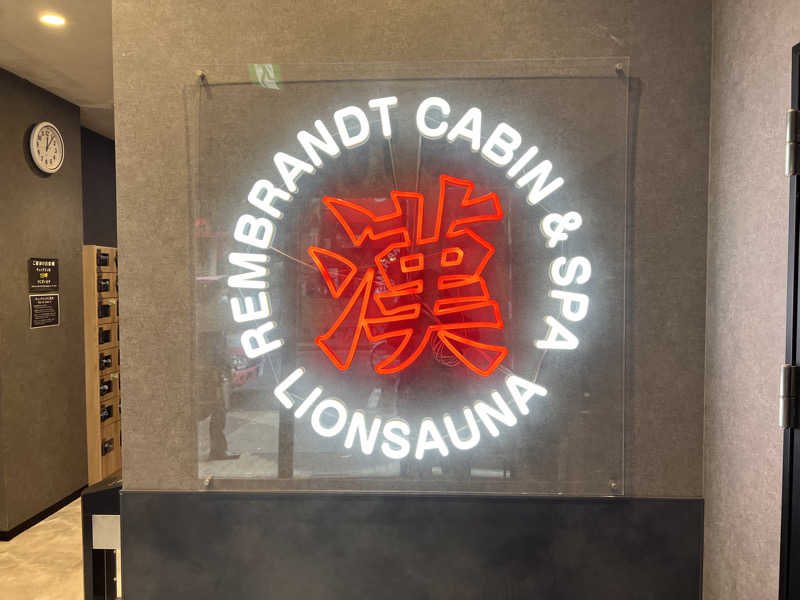 REMBRANDT CABIN & SPA
漢
LIONSAUNA